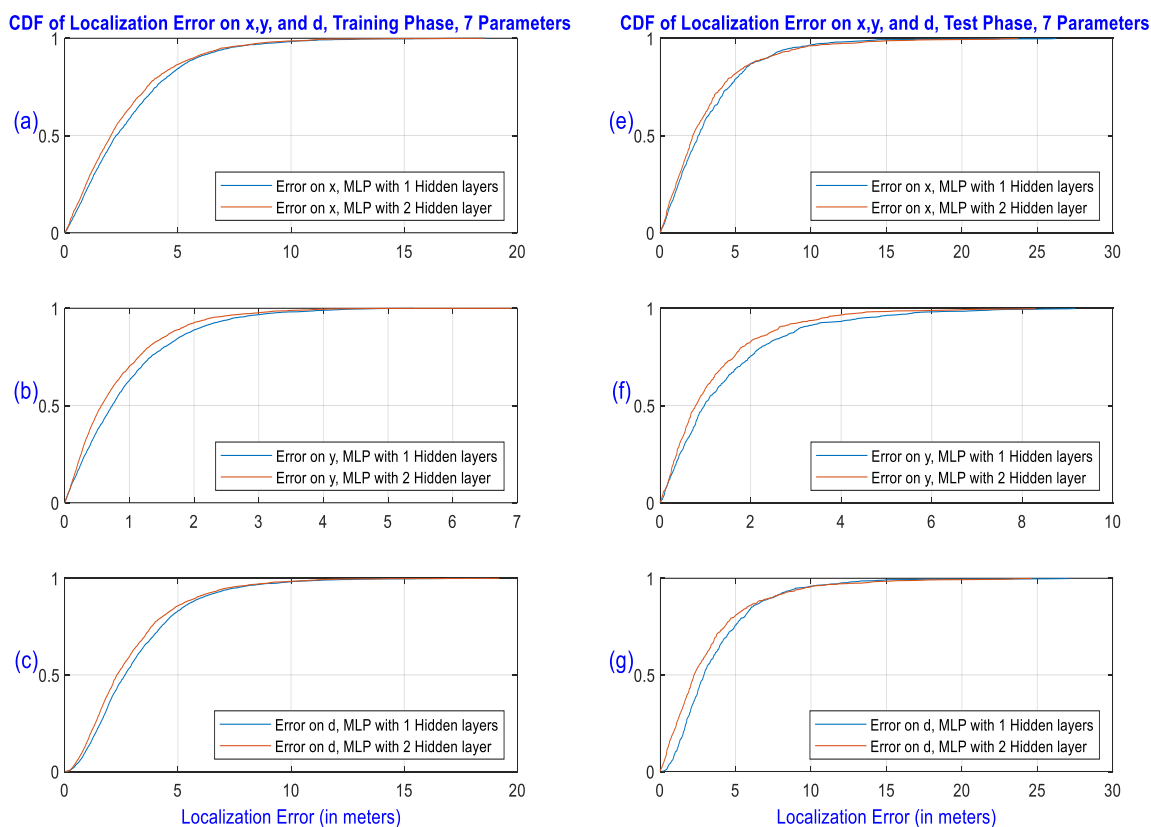 CDF of Localization Error on x,y, and d, Training Phase, 7 Parameters
(a)
1
0.5
0
Error on x, MLP with 1 Hidden layers
Error on x, MLP with 2 Hidden layer
0 5 10 15 20
(b)
1
0.5
0
Error on y, MLP with 1 Hidden layers
Error on y, MLP with 2 Hidden layer
0 1 2 3 4 5 6 7
(c)
1
0.5
0
Error on d, MLP with 1 Hidden layers
Error on d, MLP with 2 Hidden layer
0 5 10 15 20
Localization Error (in meters)
CDF of Localization Error on x,y, and d, Test Phase, 7 Parameters
(e)
1
0.5
0
Error on x, MLP with 1 Hidden layers
Error on x, MLP with 2 Hidden layer
0 5 10 15 20 25 30
(f)
1
0.5
0
Error on y, MLP with 1 Hidden layers
Error on y, MLP with 2 Hidden layer
0 2 4 6 8 10
(g)
1
0.5
0
Error on d, MLP with 1 Hidden layers
Error on d, MLP with 2 Hidden layer
0 5 10 15 20 25 30
Localization Error (in meters)